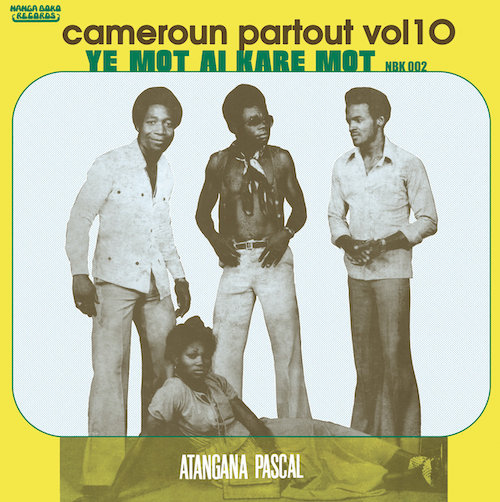 NANGA BOKO
RECORDS
cameroun partout vol10
YE MOT AI KARE MOT NBK 002
ATANGANA PASCAL